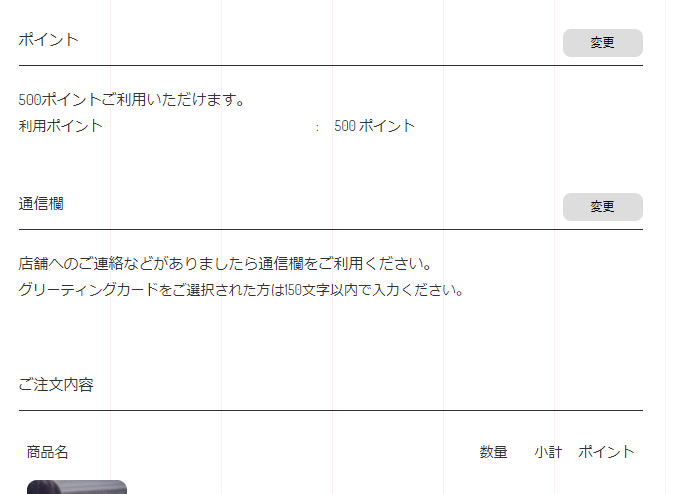 ポイント
変更
500ポイントご利用いただけます。
利用ポイント : 500 ポイント
通信欄
変更
店舗へのご連絡などがありましたら通信欄をご利用ください。
グリーティングカードをご選択された方は150文字以内で入力ください。
ご注文内容
商品名 数量 小計 ポイント